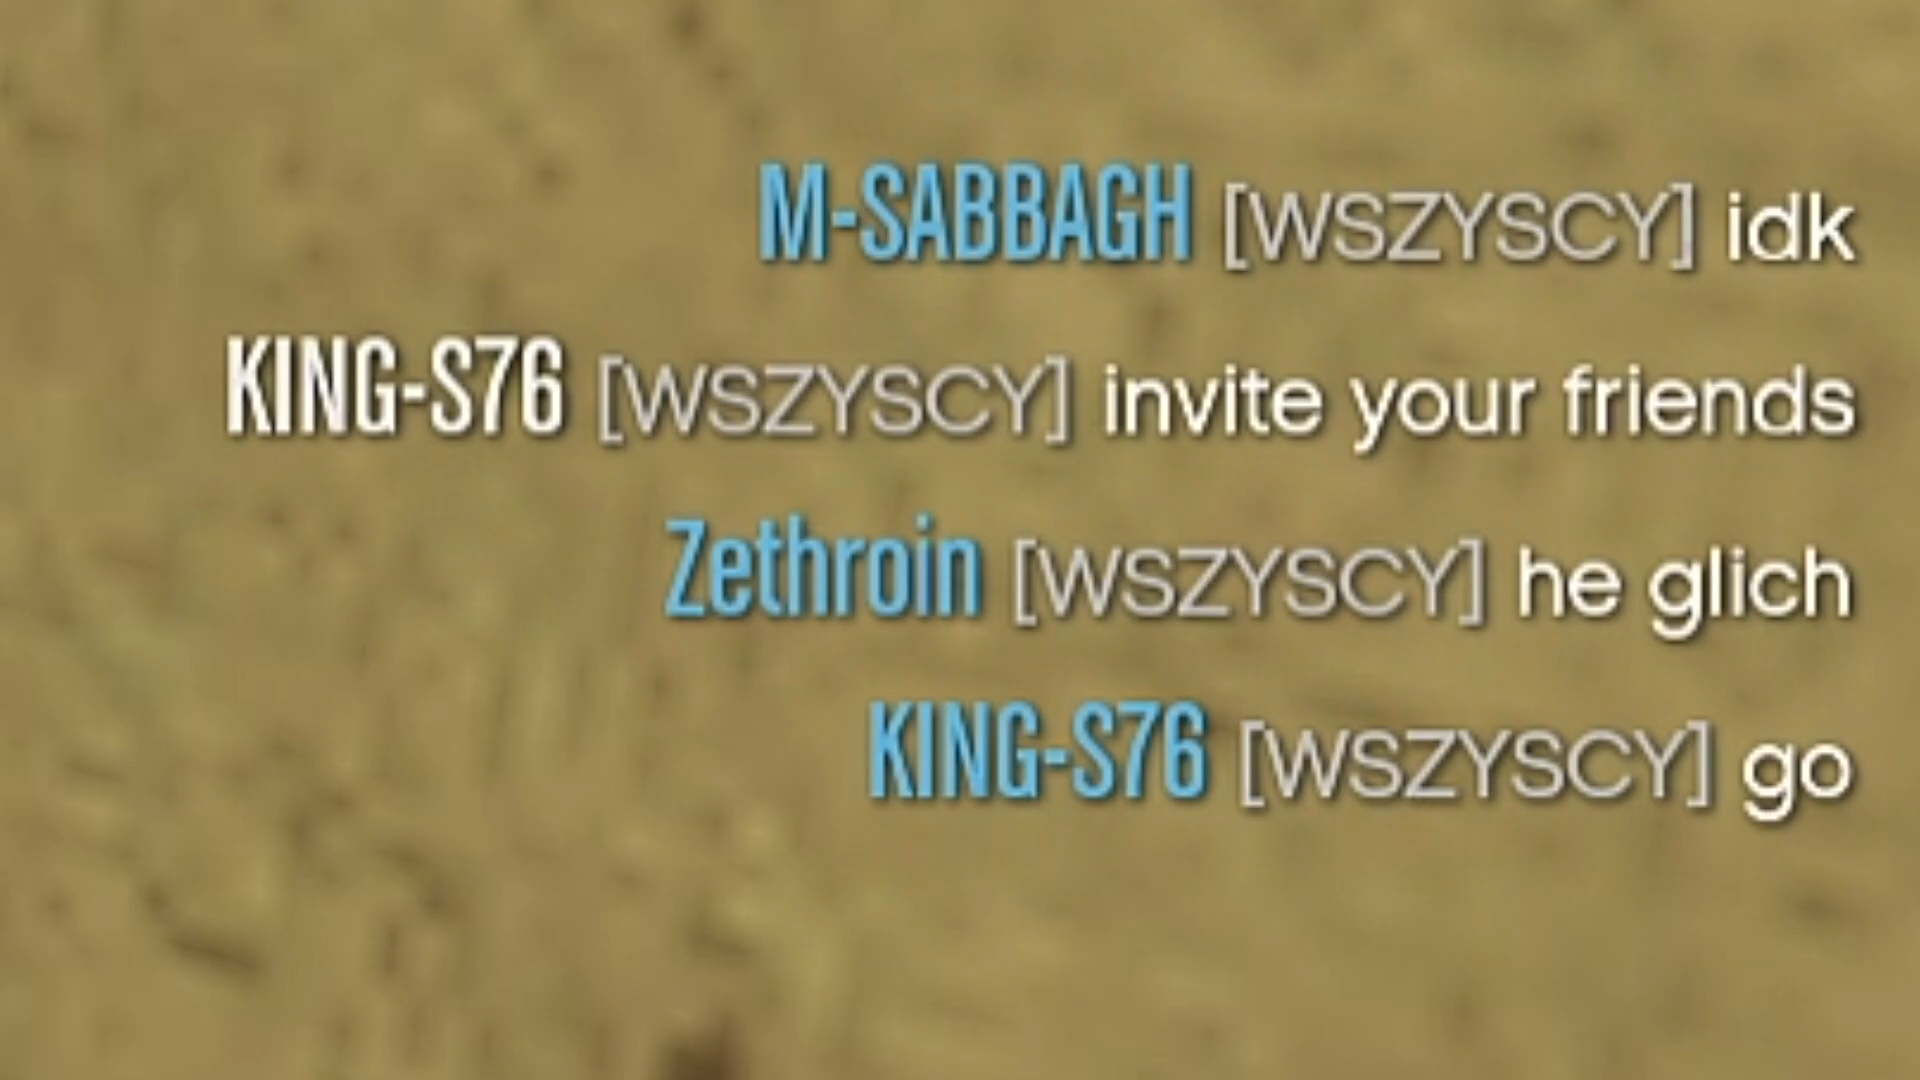 M-SABBAGH [WSZYSCY] idk
KING-S76 [WSZYSCY] invite your friends
Zethroin [WSZYSCY] he glich
KING-S76 [WSZYSCY] go